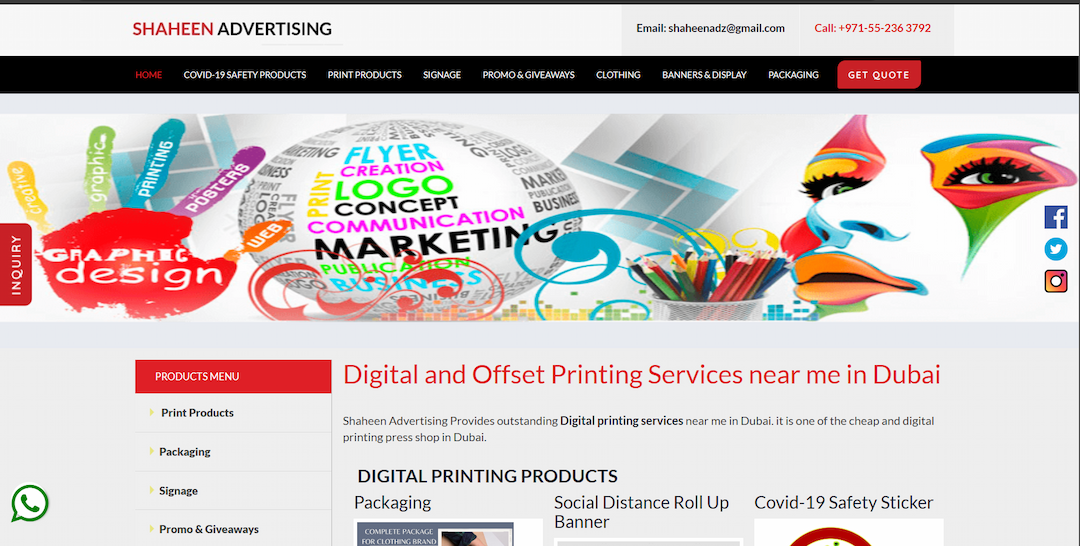 SHAHEEN ADVERTISING
Email: shaheenadz@gmail.com
Call: +971-55-236 3792
HOME
COVID-19 SAFETY PRODUCTS
PRINT PRODUCTS
SIGNAGE
PROMO & GIVEAWAYS
CLOTHING
BANNERS & DISPLAY
PACKAGING
GET QUOTE
creative
graphic
PRINTING
POSTERS
WEB
GRAPHIC
design
FLYER
CREATION
PRINT
LOGO
CONCEPT
COMMUNICATION
MARKETING
PUBLICATION
BUSINESS
INQUIRY
PRODUCTS MENU
Print Products
Packaging
Signage
Promo & Giveaways
Digital and Offset Printing Services near me in Dubai
Shaheen Advertising Provides outstanding Digital printing services near me in Dubai. it is one of the cheap and digital
printing press shop in Dubai.
DIGITAL PRINTING PRODUCTS
Packaging
Social Distance Roll Up
Banner
Covid-19 Safety Sticker
COMPLETE PACKAGE
FOR CLOTHING BRAND